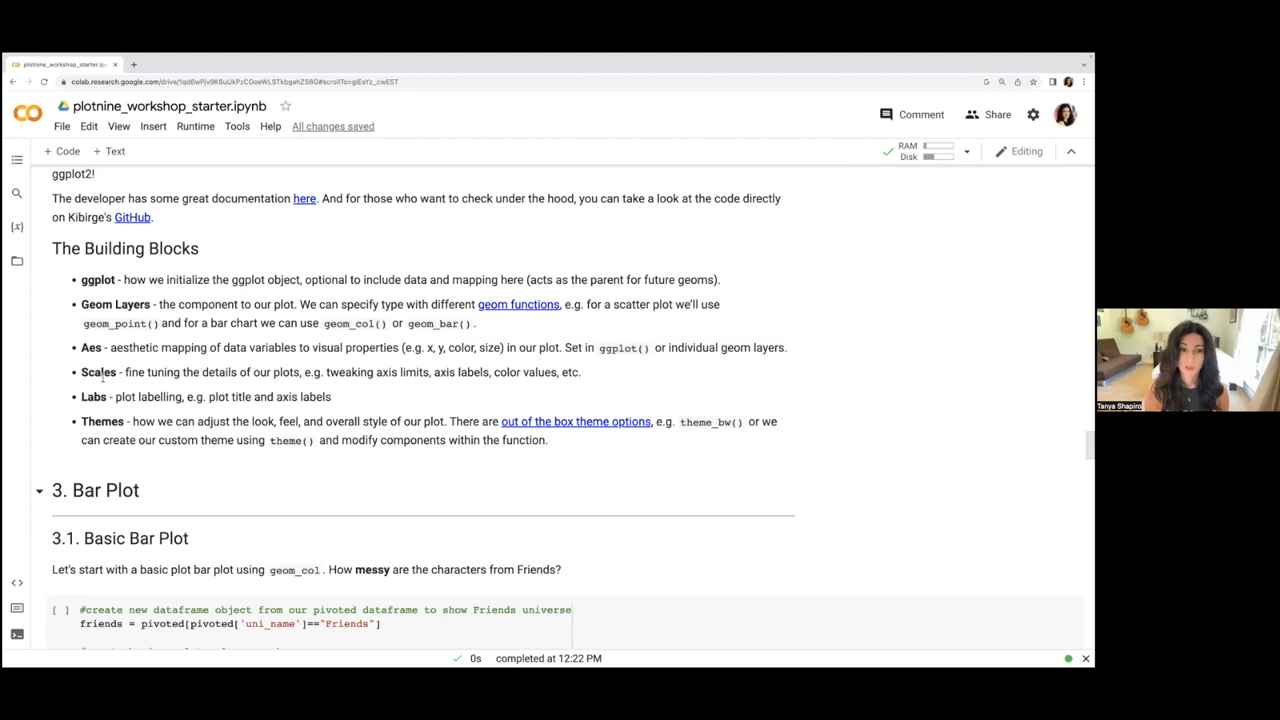 plotnine_workshop_starter.ipynb
plotnine_workshop_starter.ipynb
File Edit View Insert Runtime Tools Help All changes saved
Comment Share
+ Code + Text
RAM
Disk
Editing
ggplot2!
The developer has some great documentation here. And for those who want to check under the hood, you can take a look at the code directly
on Kibirge's GitHub.
The Building Blocks
• ggplot - how we initialize the ggplot object, optional to include data and mapping here (acts as the parent for future geoms).
• Geom Layers - the component to our plot. We can specify type with different geom functions, e.g. for a scatter plot we'll use
geom_point() and for a bar chart we can use geom_col() or geom_bar().
• Aes - aesthetic mapping of data variables to visual properties (e.g. x, y, color, size) in our plot. Set in ggplot() or individual geom layers.
• Scales - fine tuning the details of our plots, e.g. tweaking axis limits, axis labels, color values, etc.
• Labs - plot labelling, e.g. plot title and axis labels
• Themes - how we can adjust the look, feel, and overall style of our plot. There are out of the box theme options, e.g. theme_bw() or we
can create our custom theme using theme() and modify components within the function.
3. Bar Plot
3.1. Basic Bar Plot
Let's start with a basic plot bar plot using geom_col. How messy are the characters from Friends?
[ ] #create new dataframe object from our pivoted dataframe to show Friends universe
friends = pivoted[pivoted['uni_name']=="Friends"]
0s completed at 12:22 PM
Tanya Shapiro